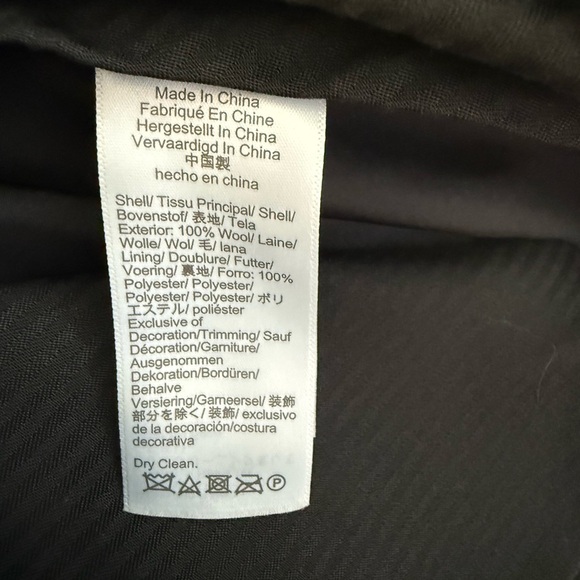 Made In China
Fabriqué En Chine
Hergestellt In China
Vervaardigd In China
中国製
hecho en china
Shell/ Tissu Principal/ Shell/
Bovenstof/ 表地/ Tela
Exterior: 100% Wool/ Laine/
Wolle/ Wol/ 毛/ lana
Lining/ Doublure/ Futter/
Voering/ 裏地/ Forro: 100%
Polyester/ Polyester/
Polyester/ Polyester/ ポリ
エステル/ poliéster
Exclusive of
Decoration/Trimming/ Sauf
Décoration/Garniture/
Ausgenommen
Dekoration/Bordüren/
Behalve
Versiering/Garneersel/ 装飾
部分を除く/ 装飾/ exclusivo
de la decoración/costura
decorativa
Dry Clean.
P